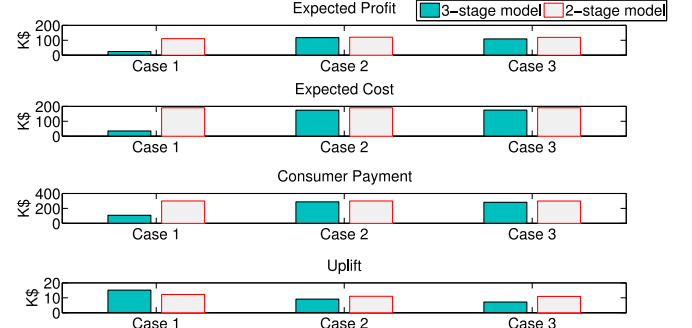 Expected Profit
3-stage model 2-stage model
K$
200
100
0
Case 1 Case 2 Case 3
Expected Cost
K$
200
100
0
Case 1 Case 2 Case 3
Consumer Payment
K$
400
200
0
Case 1 Case 2 Case 3
Uplift
K$
20
10
0
Case 1 Case 2 Case 3